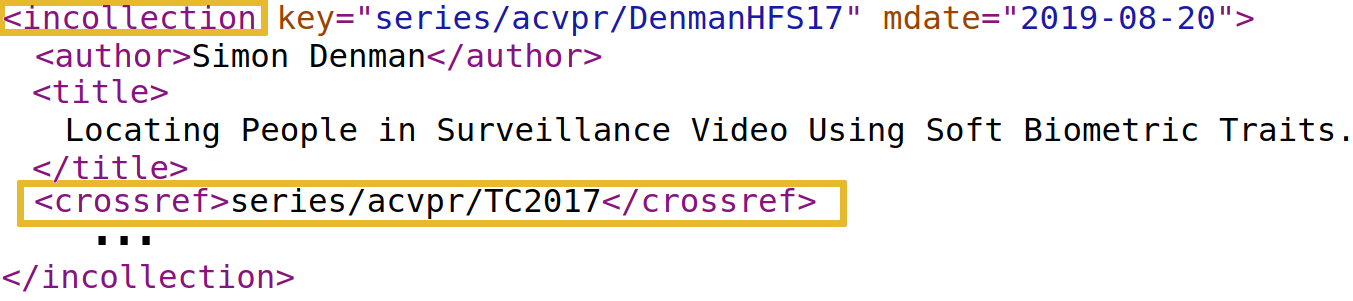 <incollection key="series/acvpr/DenmanHFS17" mdate="2019-08-20">
<author>Simon Denman</author>
<title>
Locating People in Surveillance Video Using Soft Biometric Traits.
</title>
<crossref>series/acvpr/TC2017</crossref>
...
</incollection>